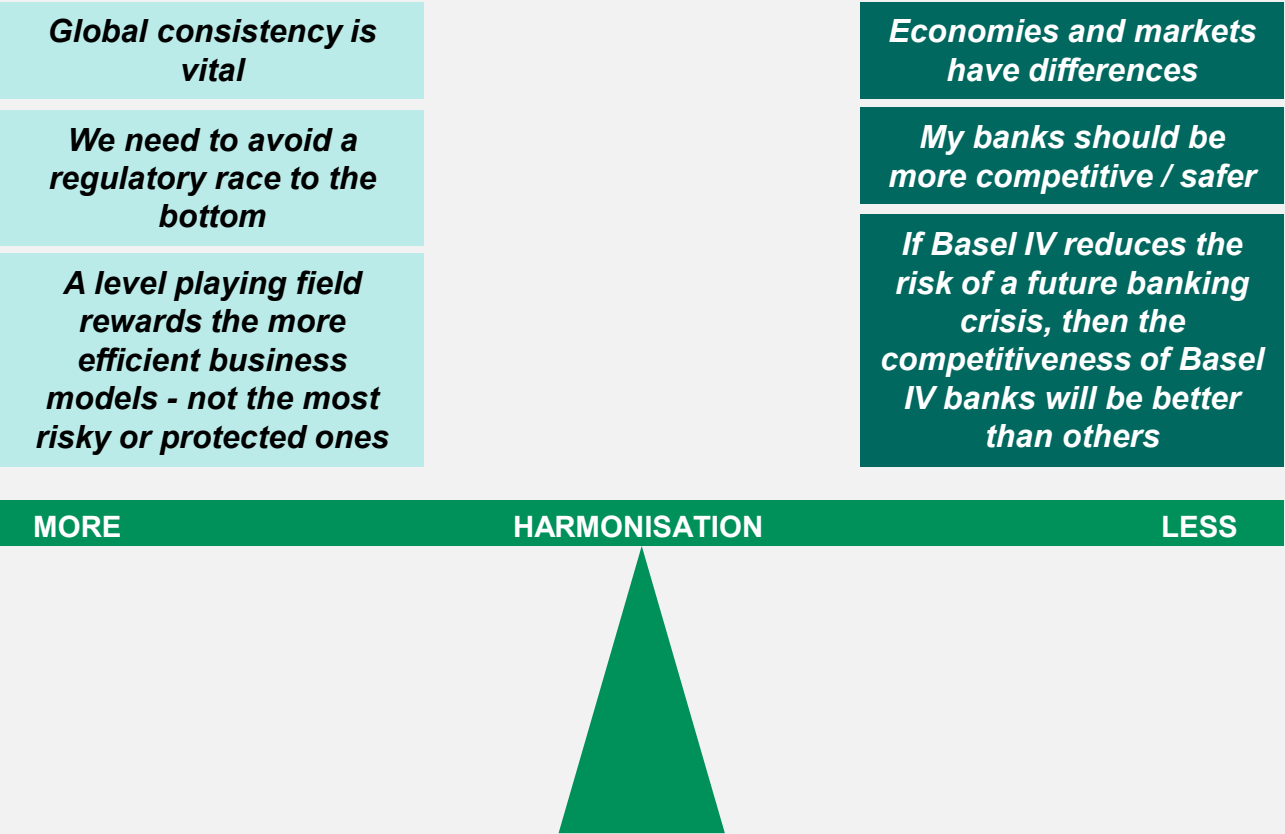 Global consistency is
vital
We need to avoid a
regulatory race to the
bottom
A level playing field
rewards the more
efficient business
models - not the most
risky or protected ones
Economies and markets
have differences
My banks should be
more competitive / safer
If Basel IV reduces the
risk of a future banking
crisis, then the
competitiveness of Basel
IV banks will be better
than others
MORE HARMONISATION LESS